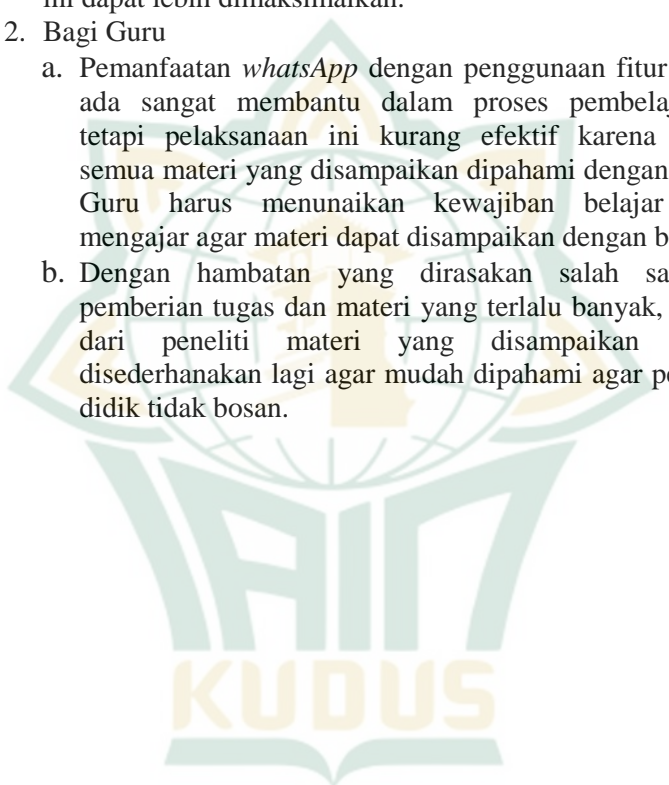 ini dapat lebih dimaksimalkan.
2. Bagi Guru
a. Pemanfaatan whatsApp dengan penggunaan fitur
ada sangat membantu dalam proses
tetapi pelaksanaan ini kurang efektif karena
semua materi yang disampaikan dipahami dengan
Guru harus menunaikan kewajiban belajar
mengajar agar materi dapat disampaikan dengan
b. Dengan hambatan yang dirasakan salah
pemberian tugas dan materi yang terlalu banyak,
dari peneliti materi yang disampaikan
disederhanakan lagi agar mudah dipahami agar
didik tidak bosan.
IAIN
KUDUS